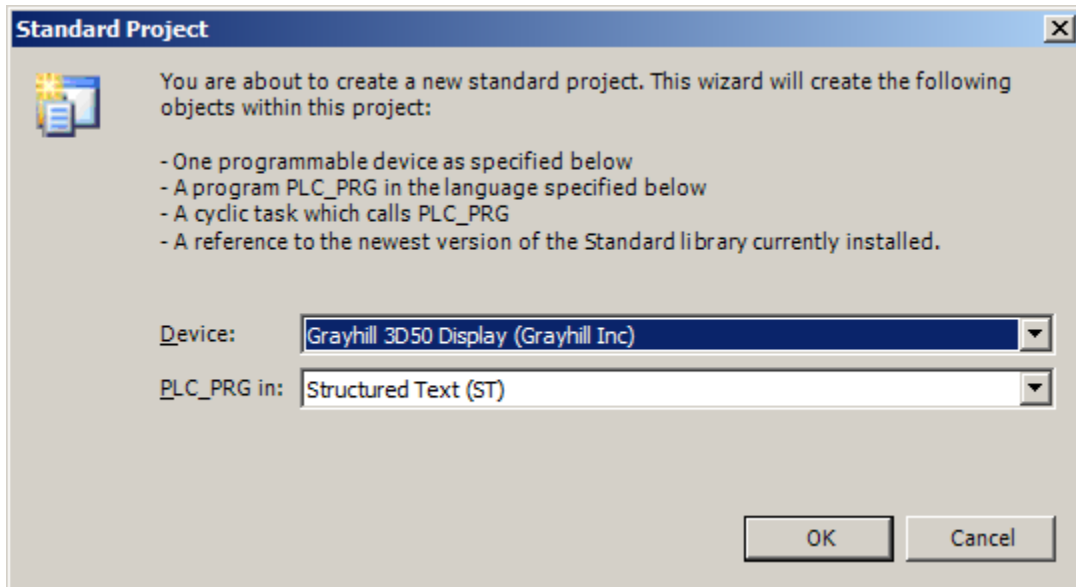 Standard Project
You are about to create a new standard project. This wizard will create the following
objects within this project:
- One programmable device as specified below
- A program PLC_PRG in the language specified below
- A cyclic task which calls PLC_PRG
- A reference to the newest version of the Standard library currently installed.
Device: Grayhill 3D50 Display (Grayhill Inc)
PLC_PRG in: Structured Text (ST)
OK Cancel